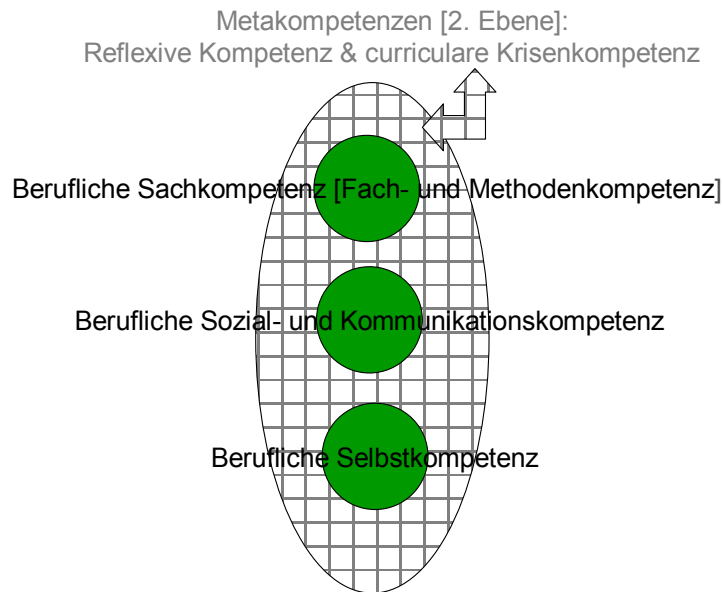 Metakompetenzen [2. Ebene]:
Reflexive Kompetenz & curriculare Krisenkompetenz
Berufliche Sachkompetenz [Fach- und Methodenkompetenz]
Berufliche Sozial- und Kommunikationskompetenz
Berufliche Selbstkompetenz